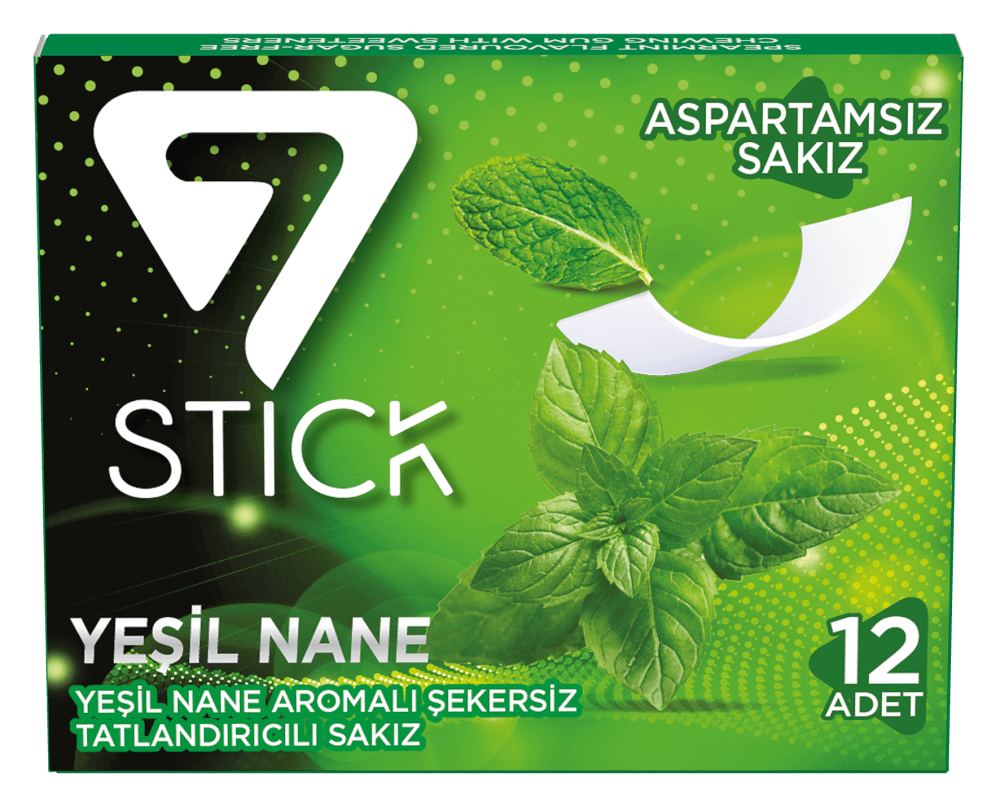 SPEARMINT FLAVOURED SUGAR-FREE
CHEWING GUM WITH SWEETENERS
ASPARTAMSIZ
SAKIZ
7
STICK
YEŞİL NANE
YEŞİL NANE AROMALI ŞEKERSİZ
TATLANDIRICILI SAKIZ
12
ADET